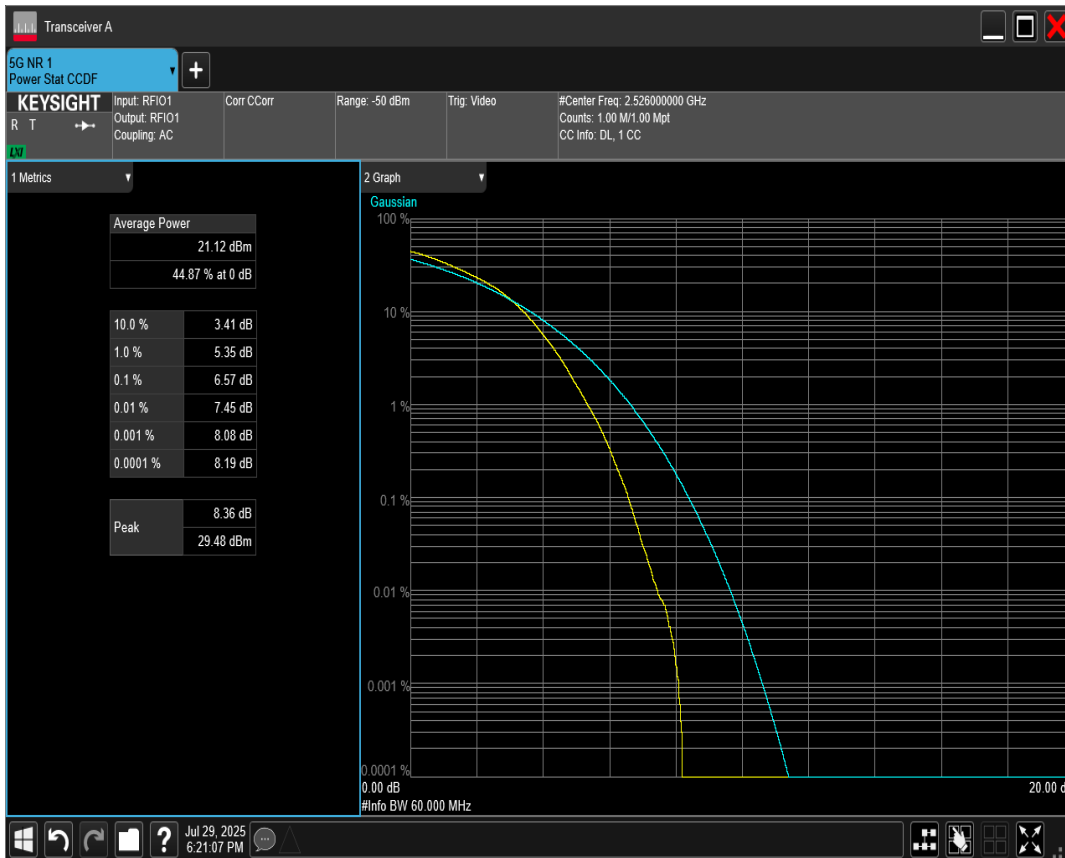 Transceiver A
5G NR 1
Power Stat CCDF
KEYSIGHT
R T
LXI
Input: RFIO1
Output: RFIO1
Coupling: AC
Corr CCorr
Range: -50 dBm
Trig: Video
#Center Freq: 2.526000000 GHz
Counts: 1.00 M/1.00 Mpt
CC Info: DL, 1 CC
1 Metrics
Average Power
21.12 dBm
44.87 % at 0 dB
10.0 % 3.41 dB
1.0 % 5.35 dB
0.1 % 6.57 dB
0.01 % 7.45 dB
0.001 % 8.08 dB
0.0001 % 8.19 dB
Peak 8.36 dB
29.48 dBm
2 Graph
Gaussian
100 %
10 %
1 %
0.1 %
0.01 %
0.001 %
0.0001 %
0.00 dB
20.00 d
#Info BW 60.000 MHz
?
Jul 29, 2025
6:21:07 PM